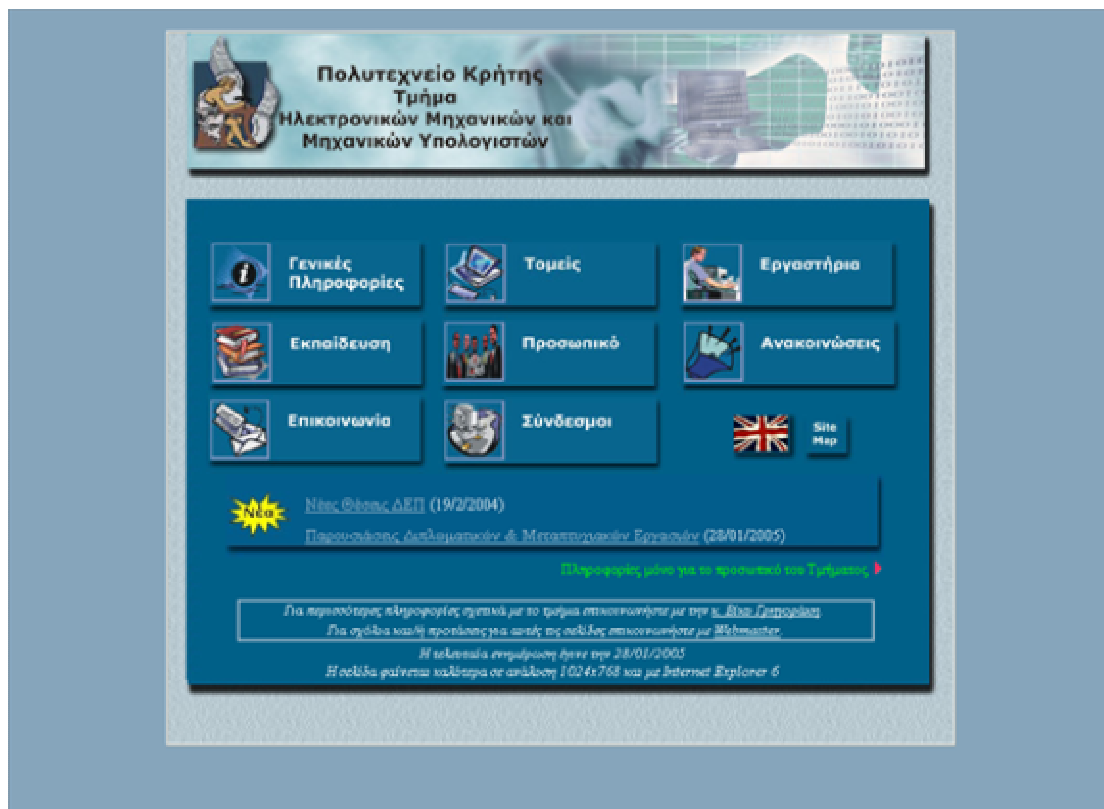 Πολυτεχνείο Κρήτης
Τμήμα
Ηλεκτρονικών Μηχανικών και
Μηχανικών Υπολογιστών
Γενικές
Πληροφορίες
Τομείς
Εργαστήρια
Εκπαίδευση
Προσωπικό
Ανακοινώσεις
Επικοινωνία
Σύνδεσμοι
Site
Map
Νέα
Νέες Θέσεις ΔΕΠ (19/2/2004)
Παρουσιάσεις Διπλωματικών & Μεταπτυχιακών Εργασιών (28/01/2005)
Πληροφορίες μόνο για το προσωπικό του Τμήματος
Για περισσότερες πληροφορίες σχετικά με το τμήμα επικοινωνήστε με την κ. Βίκυ Γρηγοράκη.
Για σχόλια και/ή προτάσεις για αυτές τις σελίδες επικοινωνήστε με Webmaster.
Η τελευταία ενημέρωση έγινε την 28/01/2005
Η σελίδα φαίνεται καλύτερα σε ανάλυση 1024x768 και με Internet Explorer 6